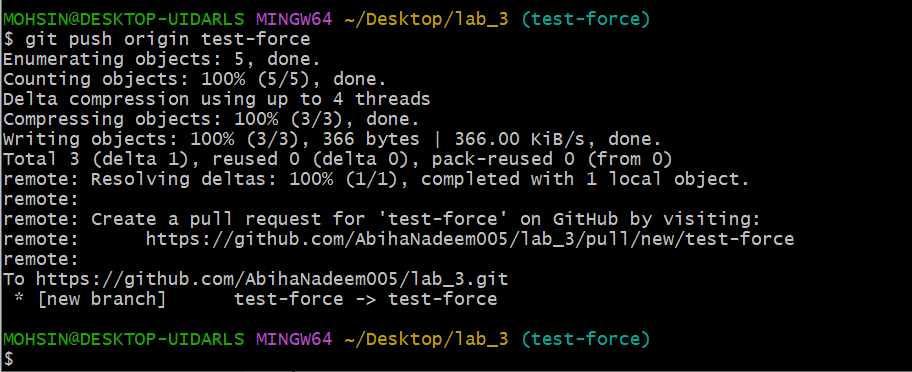 MOHSIN@DESKTOP-UIDARLS MINGW64 ~/Desktop/lab_3 (test-force)
$ git push origin test-force
Enumerating objects: 5, done.
Counting objects: 100% (5/5), done.
Delta compression using up to 4 threads
Compressing objects: 100% (3/3), done.
Writing objects: 100% (3/3), 366 bytes | 366.00 KiB/s, done.
Total 3 (delta 1), reused 0 (delta 0), pack-reused 0 (from 0)
remote: Resolving deltas: 100% (1/1), completed with 1 local object.
remote:
remote: Create a pull request for 'test-force' on GitHub by visiting:
remote:      https://github.com/AbihaNadeem005/lab_3/pull/new/test-force
remote:
To https://github.com/AbihaNadeem005/lab_3.git
 * [new branch]      test-force -> test-force
MOHSIN@DESKTOP-UIDARLS MINGW64 ~/Desktop/lab_3 (test-force)
$